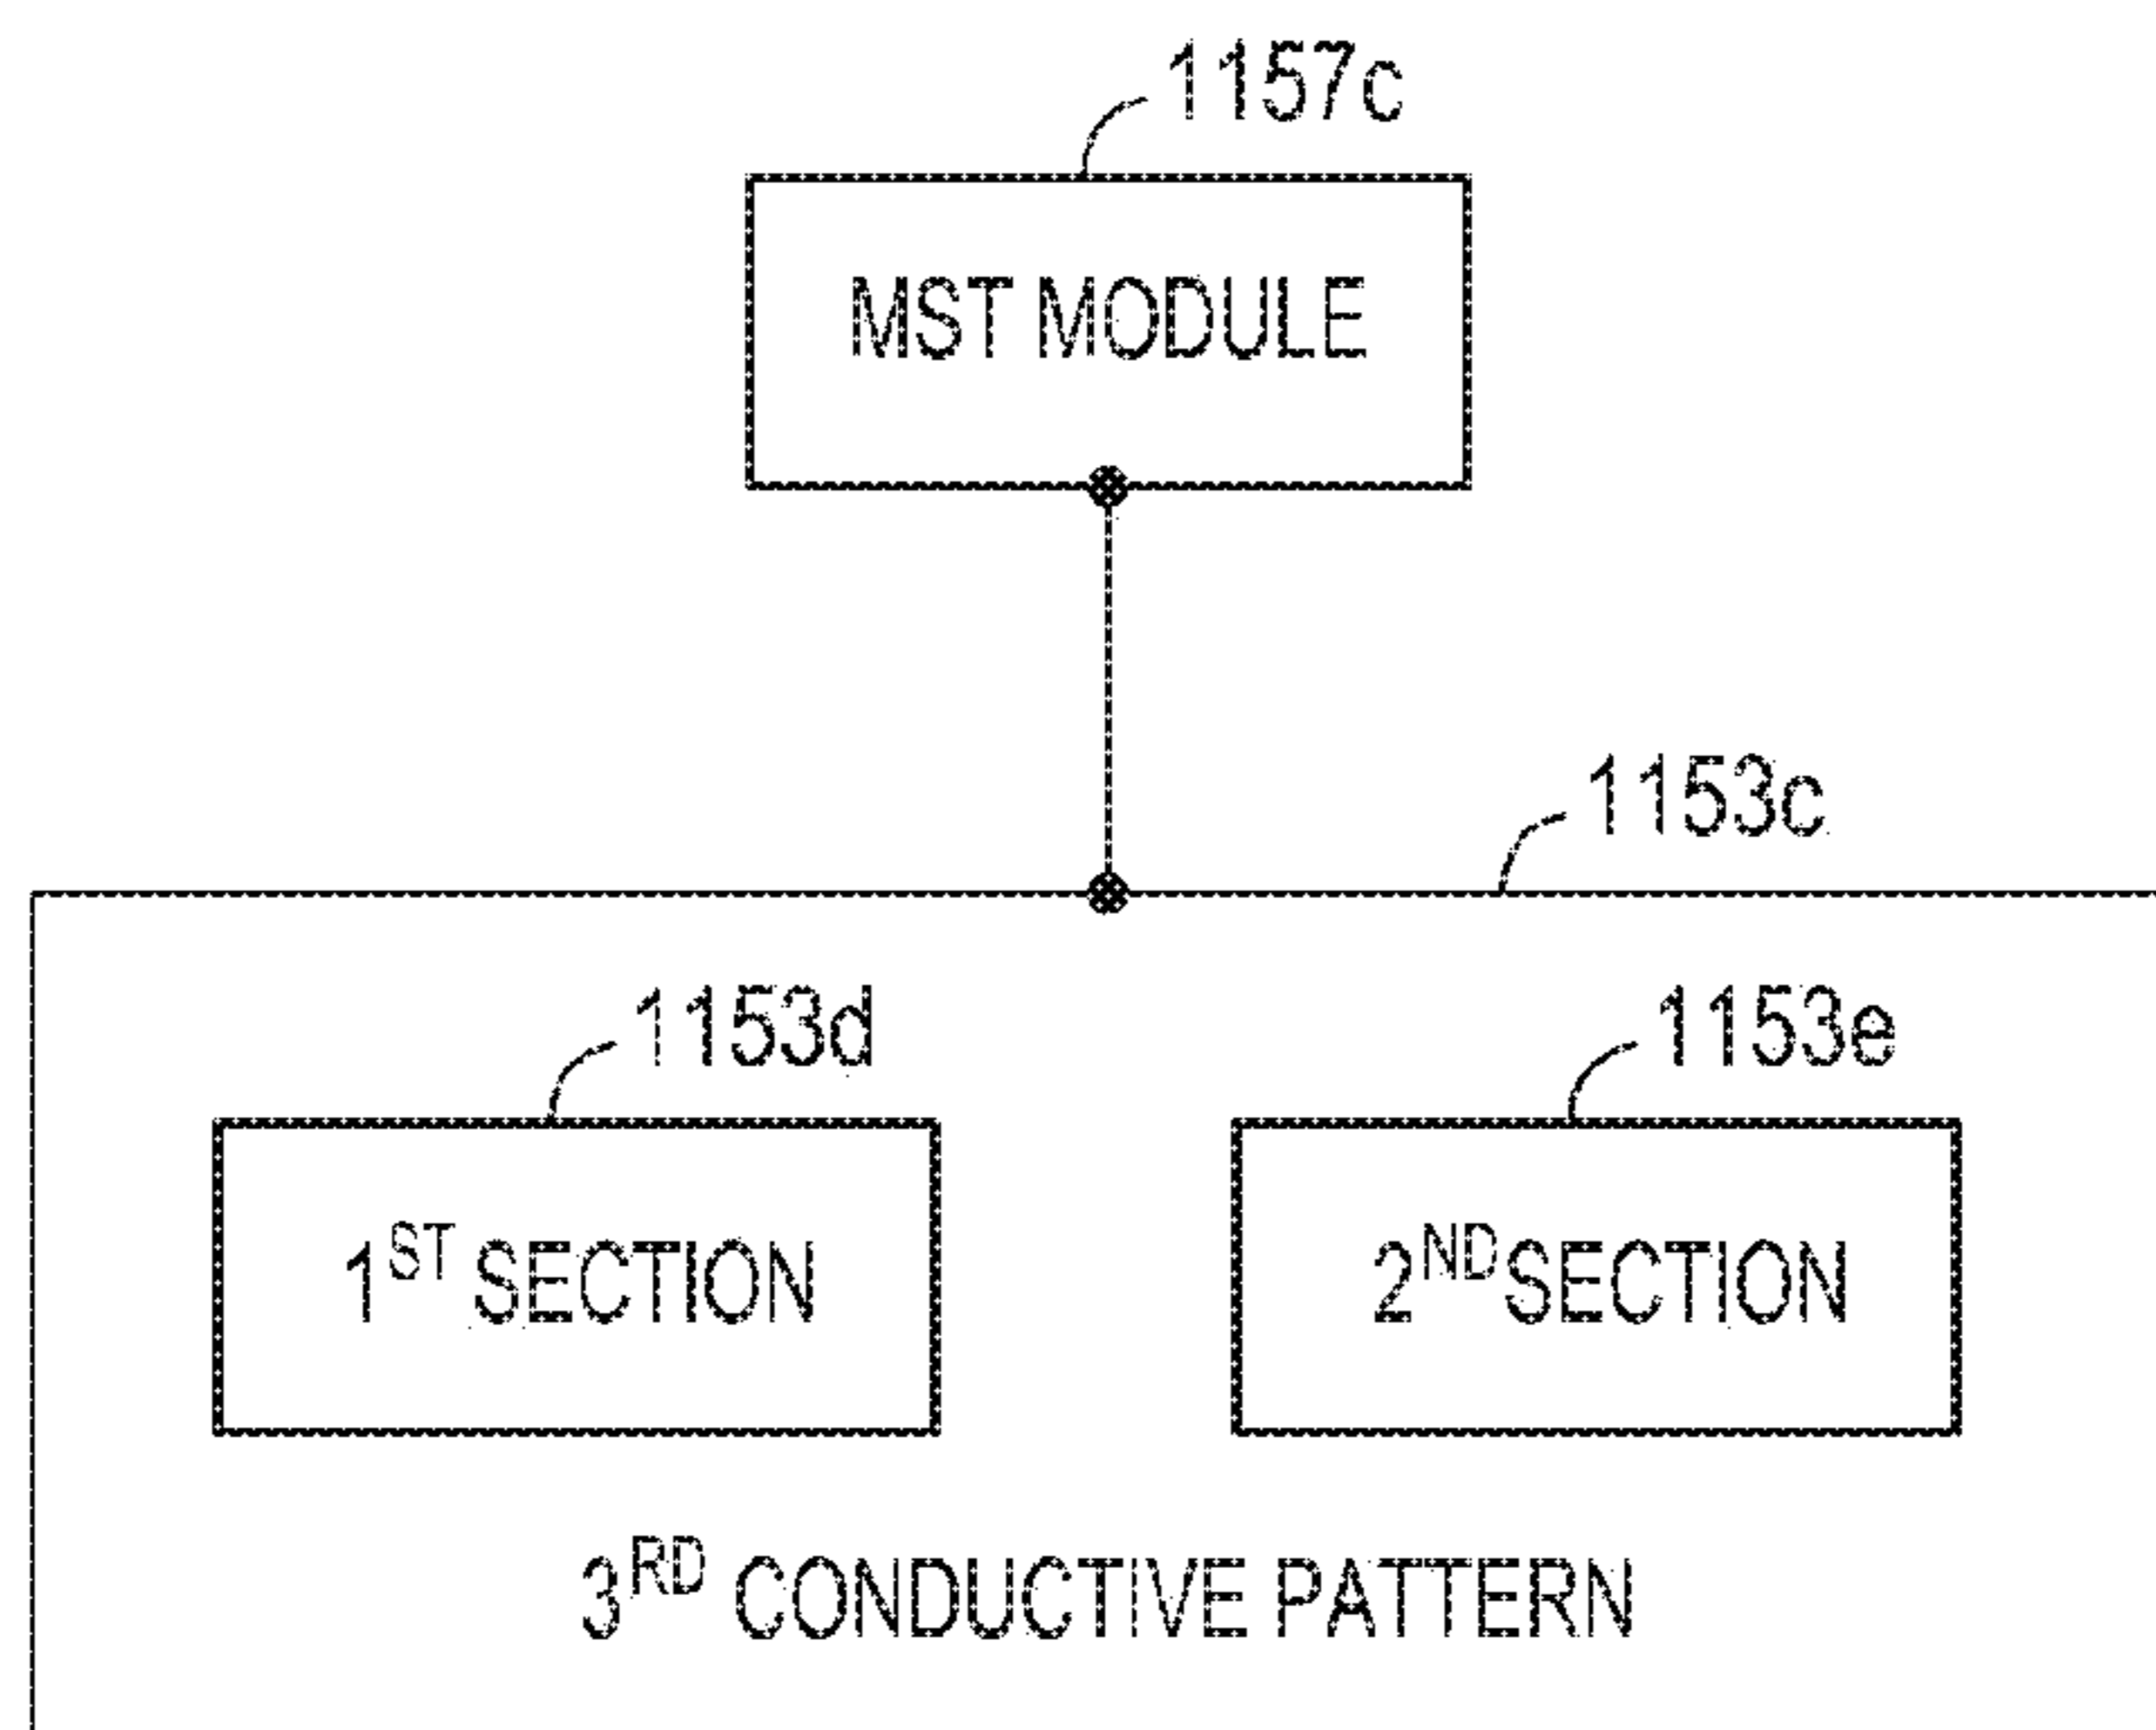 1157c
MST MODULE
1153c
1153d
1153e
1ST SECTION
2ND SECTION
3RD CONDUCTIVE PATTERN